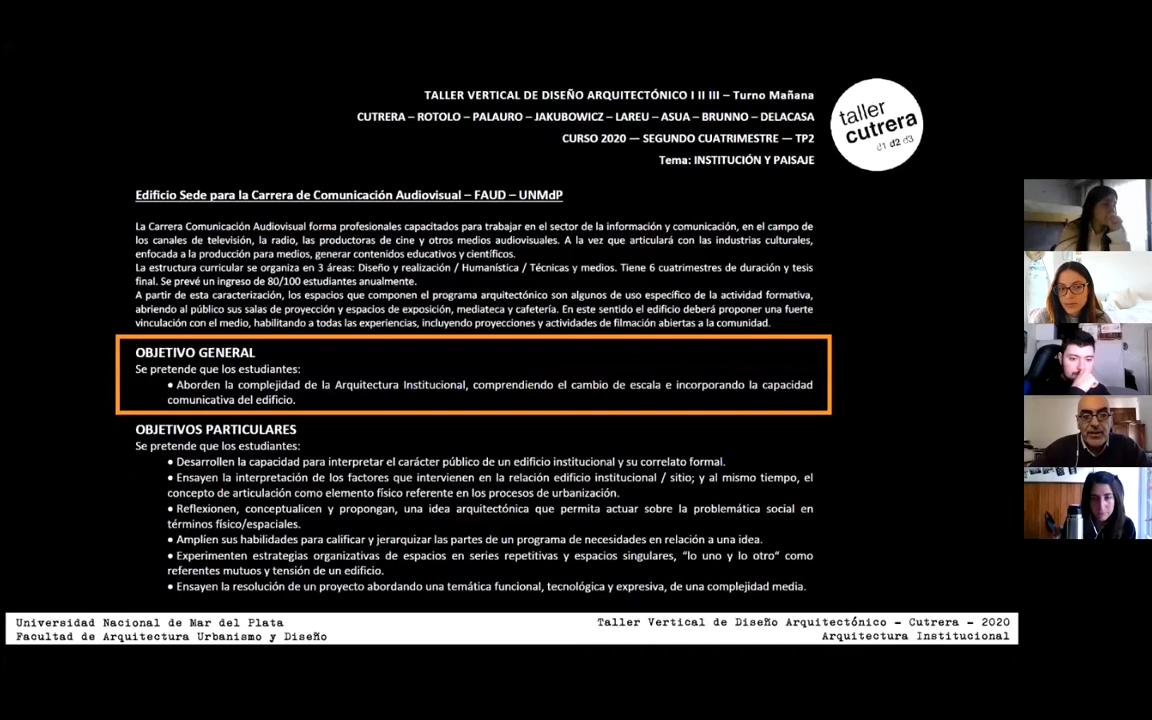 TALLER VERTICAL DE DISEÑO ARQUITECTÓNICO I II III – Turno Mañana
CUTRERA – ROTOLO – PALAURO – JAKUBOWICZ – LAREU – ASUA – BRUNNO – DELACASA
CURSO 2020 — SEGUNDO CUATRIMESTRE — TP2
Tema: INSTITUCIÓN Y PAISAJE
taller
cutrera
d1 d2 d3
Edificio Sede para la Carrera de Comunicación Audiovisual – FAUD – UNMdP
La Carrera Comunicación Audiovisual forma profesionales capacitados para trabajar en el sector de la información y comunicación, en el campo de
los canales de televisión, la radio, las productoras de cine y otros medios audiovisuales. A la vez que articulará con las industrias culturales,
enfocada a la producción para medios, generar contenidos educativos y científicos.
La estructura curricular se organiza en 3 áreas: Diseño y realización / Humanística / Técnicas y medios. Tiene 6 cuatrimestres de duración y tesis
final. Se prevé un ingreso de 80/100 estudiantes anualmente.
A partir de esta caracterización, los espacios que componen el programa arquitectónico son algunos de uso específico de la actividad formativa,
abriendo al público sus salas de proyección y espacios de exposición, mediateca y cafetería. En este sentido el edificio deberá proponer una fuerte
vinculación con el medio, habilitando a todas las experiencias, incluyendo proyecciones y actividades de filmación abiertas a la comunidad.
OBJETIVO GENERAL
Se pretende que los estudiantes:
• Aborden la complejidad de la Arquitectura Institucional, comprendiendo el cambio de escala e incorporando la capacidad
comunicativa del edificio.
OBJETIVOS PARTICULARES
Se pretende que los estudiantes:
• Desarrollen la capacidad para interpretar el carácter público de un edificio institucional y su correlato formal.
• Ensayen la interpretación de los factores que intervienen en la relación edificio institucional / sitio; y al mismo tiempo, el
concepto de articulación como elemento físico referente en los procesos de urbanización.
• Reflexionen, conceptualicen y propongan, una idea arquitectónica que permita actuar sobre la problemática social en
términos físico/espaciales.
• Amplíen sus habilidades para calificar y jerarquizar las partes de un programa de necesidades en relación a una idea.
• Experimenten estrategias organizativas de espacios en series repetitivas y espacios singulares, "lo uno y lo otro" como
referentes mutuos y tensión de un edificio.
• Ensayen la resolución de un proyecto abordando una temática funcional, tecnológica y expresiva, de una complejidad media.
Universidad Nacional de Mar del Plata
Facultad de Arquitectura Urbanismo y Diseño
Taller Vertical de Diseño Arquitectónico – Cutrera – 2020
Arquitectura Institucional